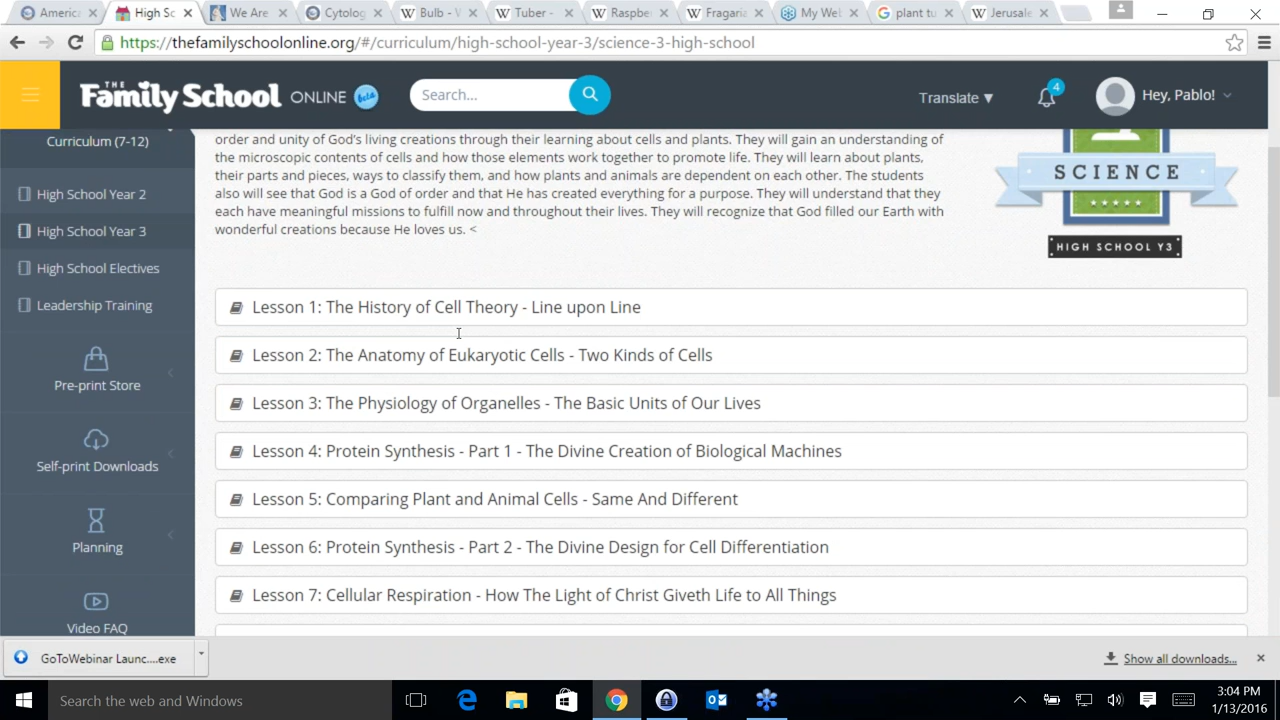 America
High Sc
We Are
Cytolog
Bulb - W
Tuber -
Raspbe
Fragaria
My Web
plant tu
Jerusale
https://thefamilyschoolonline.org/#/curriculum/high-school-year-3/science-3-high-school
THE Family School ONLINE beta
Search...
Translate ▼
4
Hey, Pablo!
Curriculum (7-12)
High School Year 2
High School Year 3
High School Electives
Leadership Training
Pre-print Store
Self-print Downloads
Planning
Video FAQ
order and unity of God's living creations through their learning about cells and plants. They will gain an understanding of
the microscopic contents of cells and how those elements work together to promote life. They will learn about plants,
their parts and pieces, ways to classify them, and how plants and animals are dependent on each other. The students
also will see that God is a God of order and that He has created everything for a purpose. They will understand that they
each have meaningful missions to fulfill now and throughout their lives. They will recognize that God filled our Earth with
wonderful creations because He loves us. <
SCIENCE
HIGH SCHOOL Y3
Lesson 1: The History of Cell Theory - Line upon Line
Lesson 2: The Anatomy of Eukaryotic Cells - Two Kinds of Cells
Lesson 3: The Physiology of Organelles - The Basic Units of Our Lives
Lesson 4: Protein Synthesis - Part 1 - The Divine Creation of Biological Machines
Lesson 5: Comparing Plant and Animal Cells - Same And Different
Lesson 6: Protein Synthesis - Part 2 - The Divine Design for Cell Differentiation
Lesson 7: Cellular Respiration - How The Light of Christ Giveth Life to All Things
GoToWebinar Launc....exe
Show all downloads...
Search the web and Windows
3:04 PM
1/13/2016